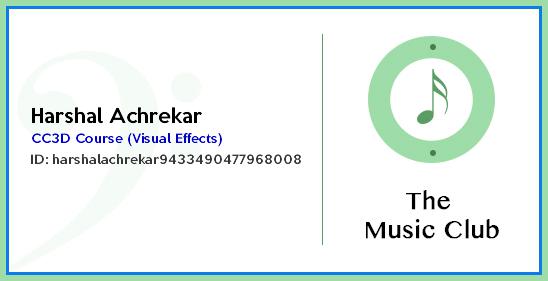 Harshal Achrekar
CC3D Course (Visual Effects)
ID: harshalachrekar9433490477968008
The
Music Club